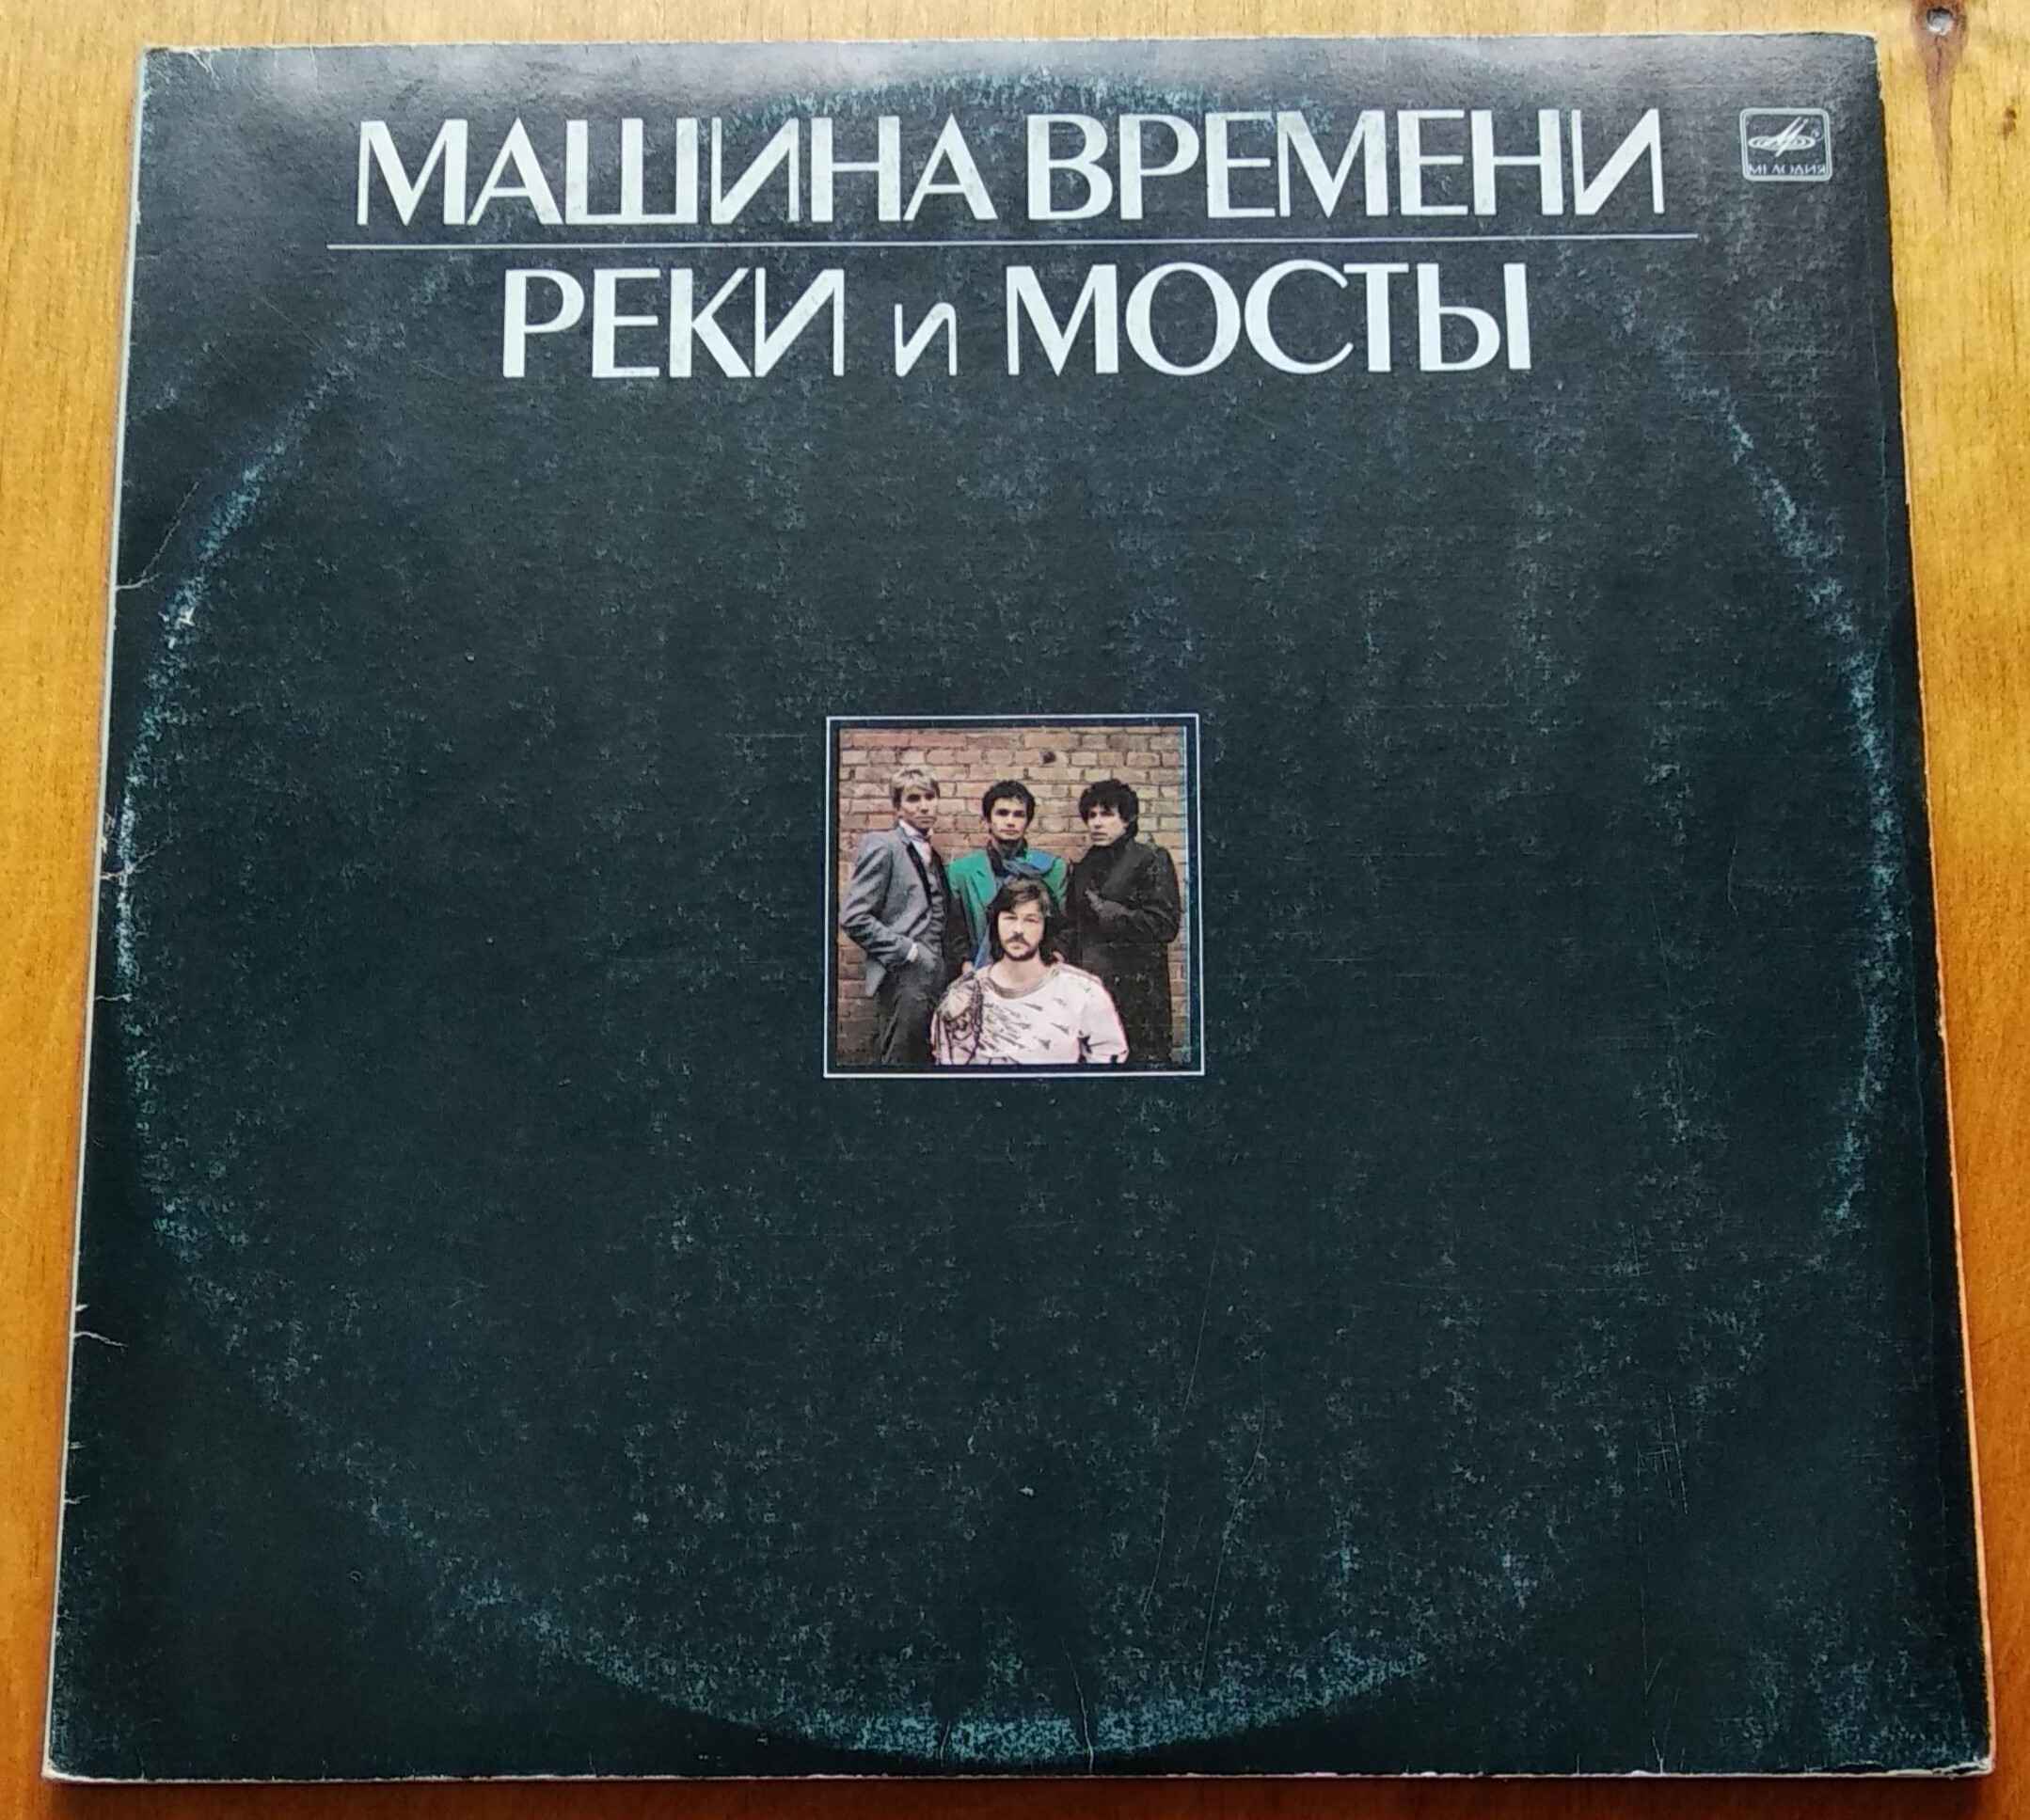 МАШИНА ВРЕМЕНИ
РЕКИ и МОСТЫ
МЕЛОДИЯ